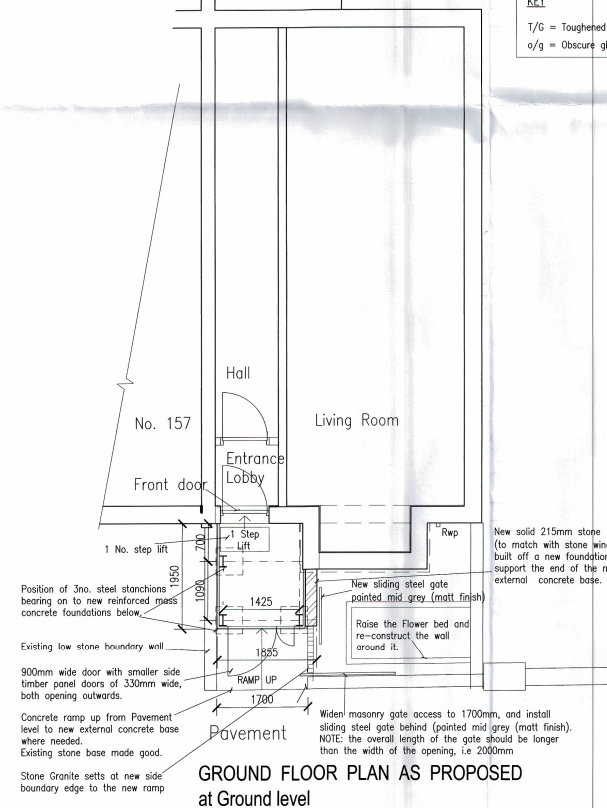 KEY
T/G = Toughened
o/g = Obscure
Hall
No. 157
Living Room
Entrance
Lobby
Front door
1 Step
Lift
1 No. step lift
Rwp
New solid 215mm stone
(to match with stone
built off a new foundation
support the end of the
external concrete base.
700
1950
1090
1425
1855
1700
Position of 3no. steel stanchions
bearing on to new reinforced mass
concrete foundations below.
New sliding steel gate
painted mid grey (matt finish)
Raise the Flower bed and
re-construct the wall
around it.
Existing low stone boundary wall
900mm wide door with smaller side
timber panel doors of 330mm wide,
both opening outwards.
RAMP UP
Concrete ramp up from Pavement
level to new external concrete base
where needed.
Existing stone base made good.
Pavement
Widen masonry gate access to 1700mm, and install
sliding steel gate behind (painted mid grey (matt finish).
NOTE: the overall length of the gate should be longer
than the width of the opening, i.e 2000mm
Stone Granite setts at new side
boundary edge to the new ramp
GROUND FLOOR PLAN AS PROPOSED
at Ground level